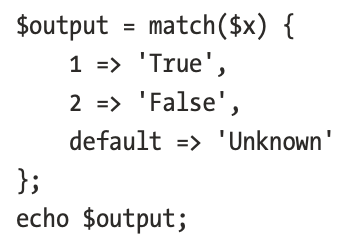 $output = match($x) {
    1 => 'True',
    2 => 'False',
    default => 'Unknown'
};
echo $output;